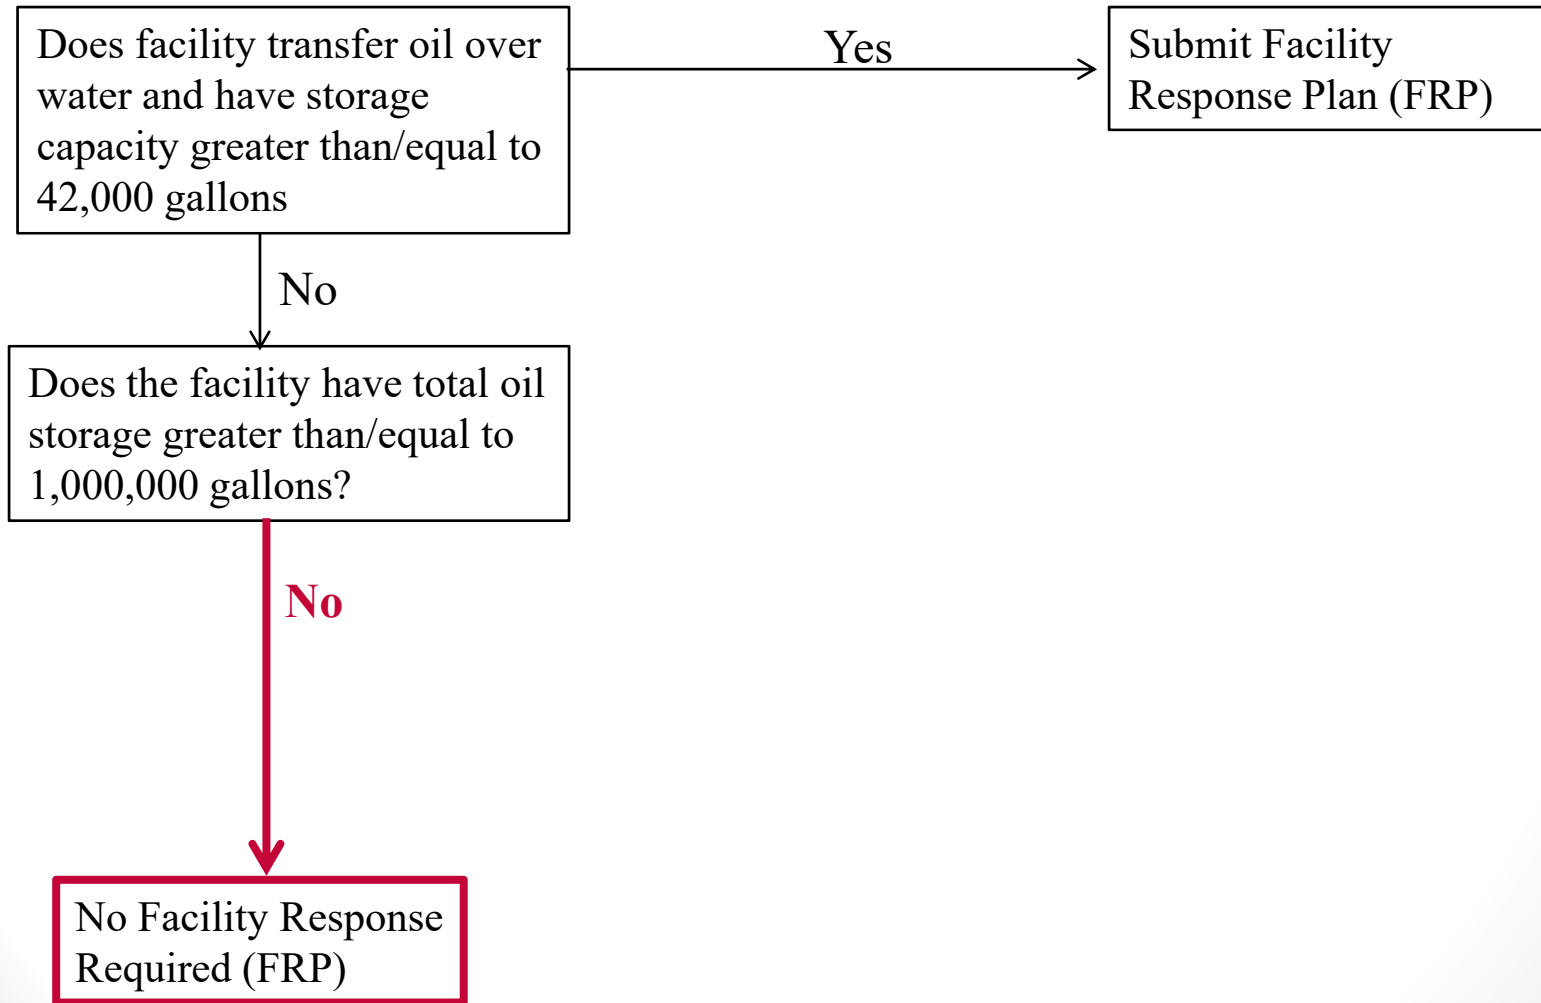 Does facility transfer oil over
water and have storage
capacity greater than/equal to
42,000 gallons
Yes
Submit Facility
Response Plan (FRP)
No
Does the facility have total oil
storage greater than/equal to
1,000,000 gallons?
No
No Facility Response
Required (FRP)